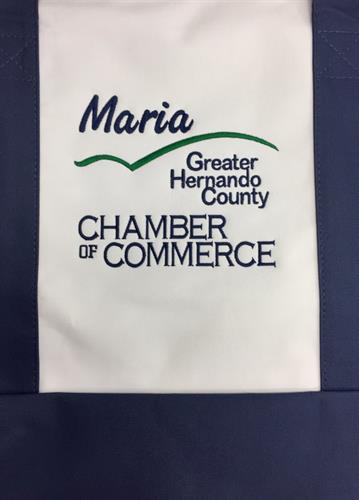 Maria
Greater
Hernando
County
CHAMBER
OF COMMERCE